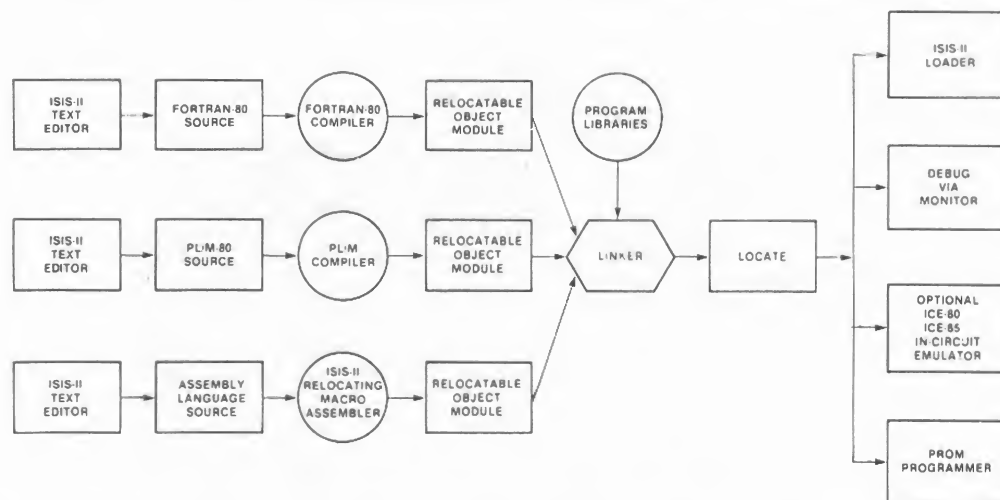 ISIS-II
TEXT
EDITOR
FORTRAN-80
SOURCE
FORTRAN-80
COMPILER
RELOCATABLE
OBJECT
MODULE
PROGRAM
LIBRARIES
ISIS-II
LOADER
ISIS-II
TEXT
EDITOR
PL/M-80
SOURCE
PL/M
COMPILER
RELOCATABLE
OBJECT
MODULE
LINKER
LOCATE
DEBUG
VIA
MONITOR
ISIS-II
TEXT
EDITOR
ASSEMBLY
LANGUAGE
SOURCE
ISIS-II
RELOCATING
MACRO
ASSEMBLER
RELOCATABLE
OBJECT
MODULE
OPTIONAL
ICE-80
ICE-85
IN-CIRCUIT
EMULATOR
PROM
PROGRAMMER